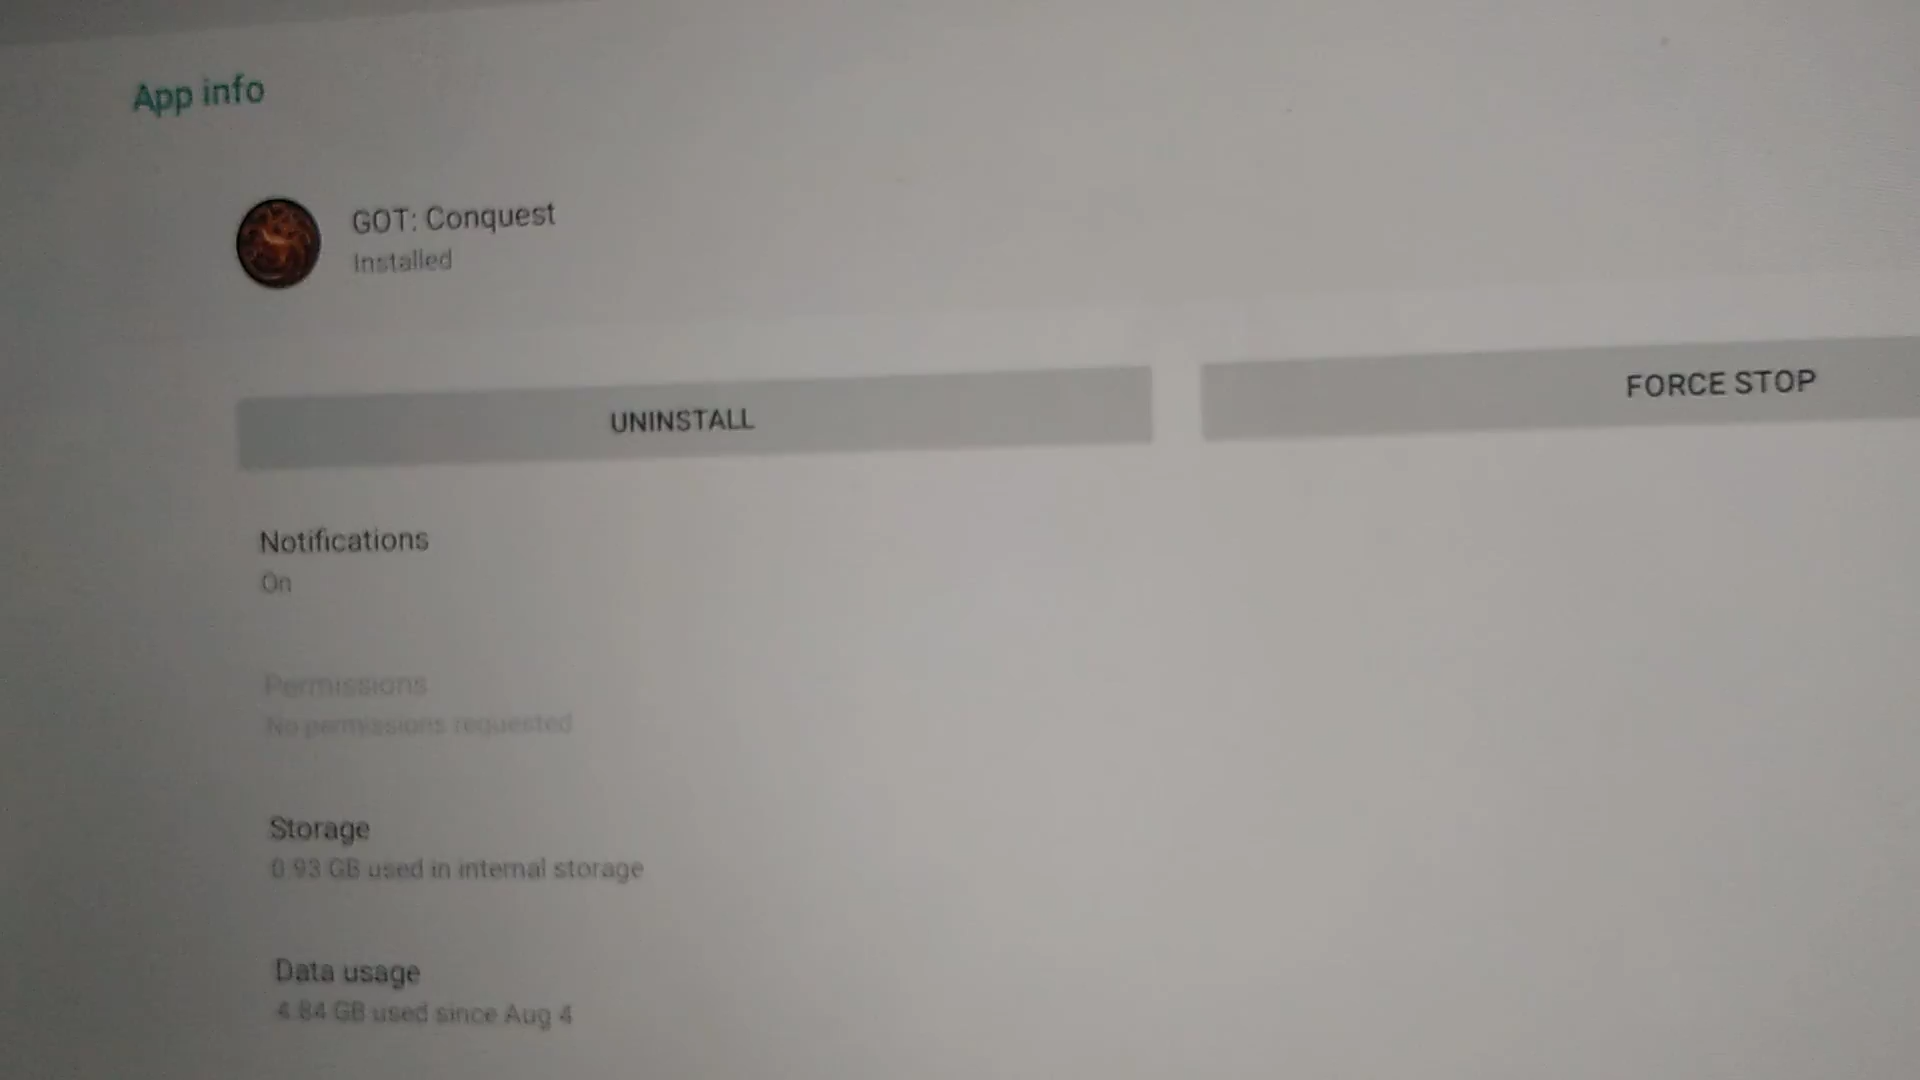 App info
GOT: Conquest
Installed
UNINSTALL
FORCE STOP
Notifications
On
Permissions
No permissions requested
Storage
0.93 GB used in internal storage
Data usage
4.84 GB used since Aug 4